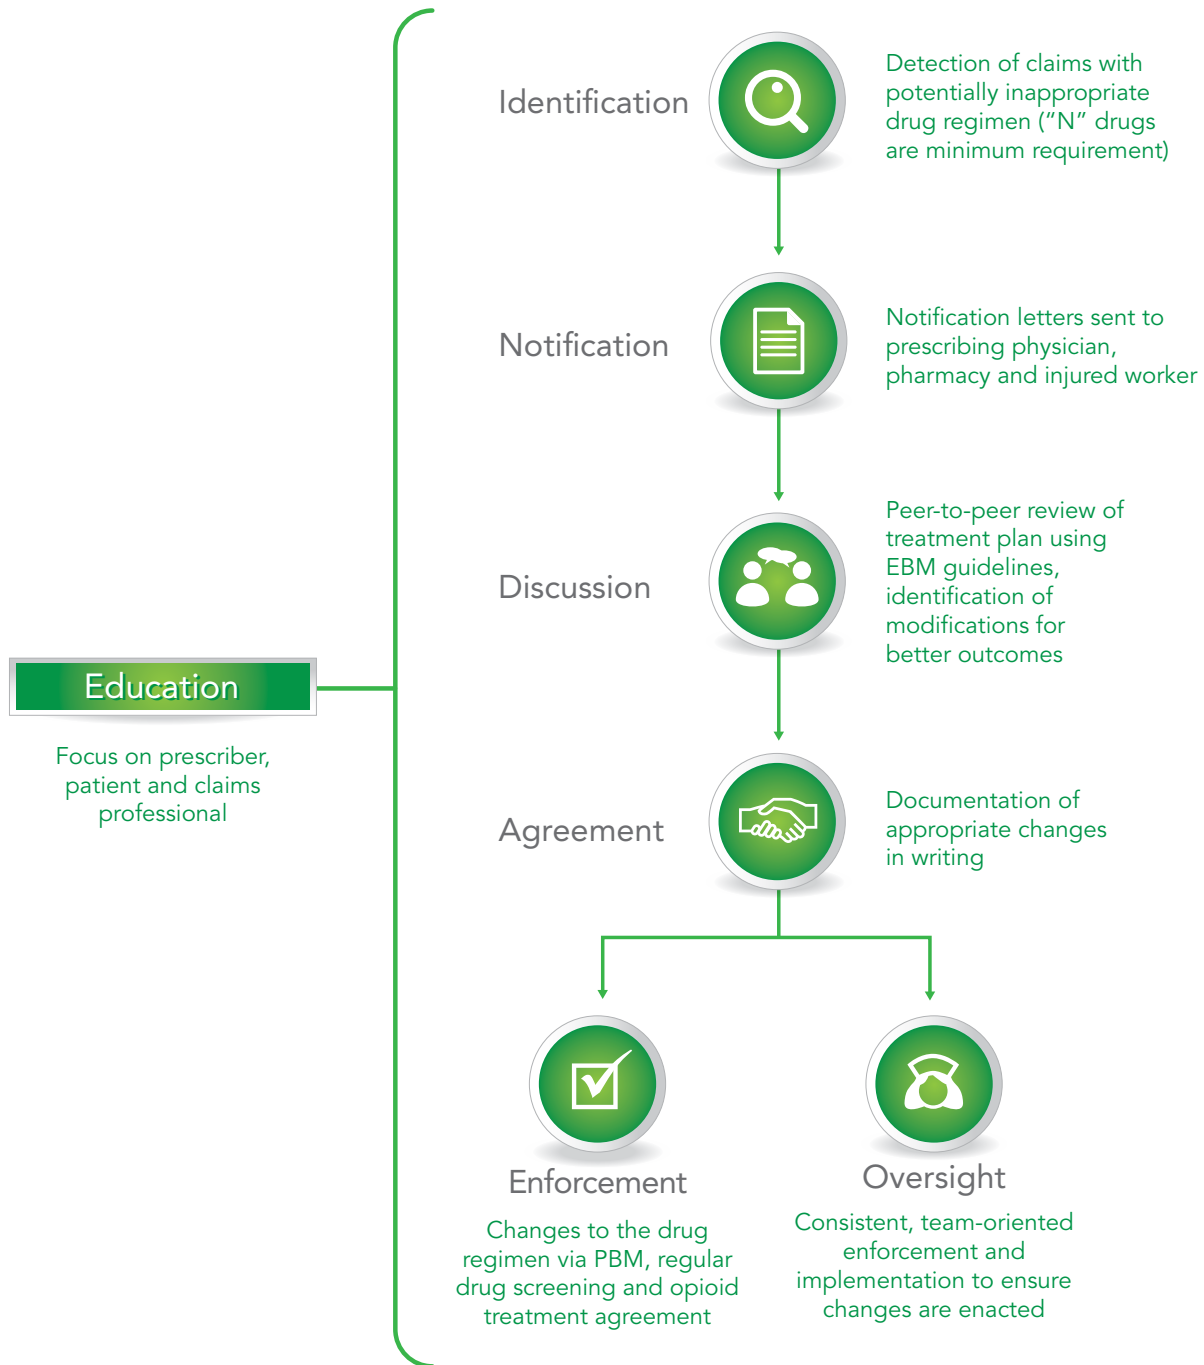 Identification
Detection of claims with
potentially inappropriate
drug regimen (“N” drugs
are minimum requirement)
Notification
Notification letters sent to
prescribing physician,
pharmacy and injured worker
Discussion
Peer-to-peer review of
treatment plan using
EBM guidelines,
identification of
modifications for
better outcomes
Education
Focus on prescriber,
patient and claims
professional
Agreement
Documentation of
appropriate changes
in writing
Enforcement
Changes to the drug
regimen via PBM, regular
drug screening and opioid
treatment agreement
Oversight
Consistent, team-oriented
enforcement and
implementation to ensure
changes are enacted